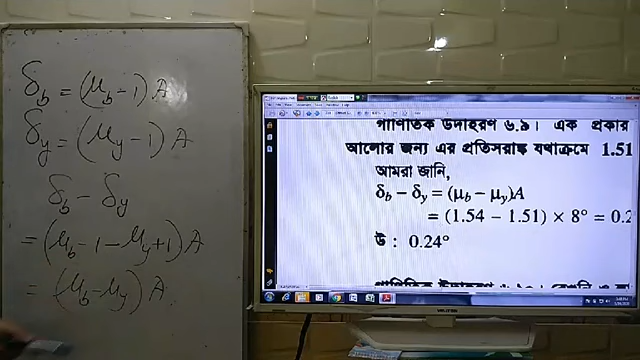 δb = (μb − 1) A
δy = (μy − 1) A
δb − δy
= (μb − 1 − μy + 1) A
= (μb − μy) A
গাণিতিক উদাহরণ ৬.৯। এক প্রকার
আলোর জন্য এর প্রতিসরাঙ্ক যথাক্রমে 1.51
আমরা জানি,
δb − δy = (μb − μy)A
= (1.54 − 1.51) × 8° = 0.2
উ : 0.24°